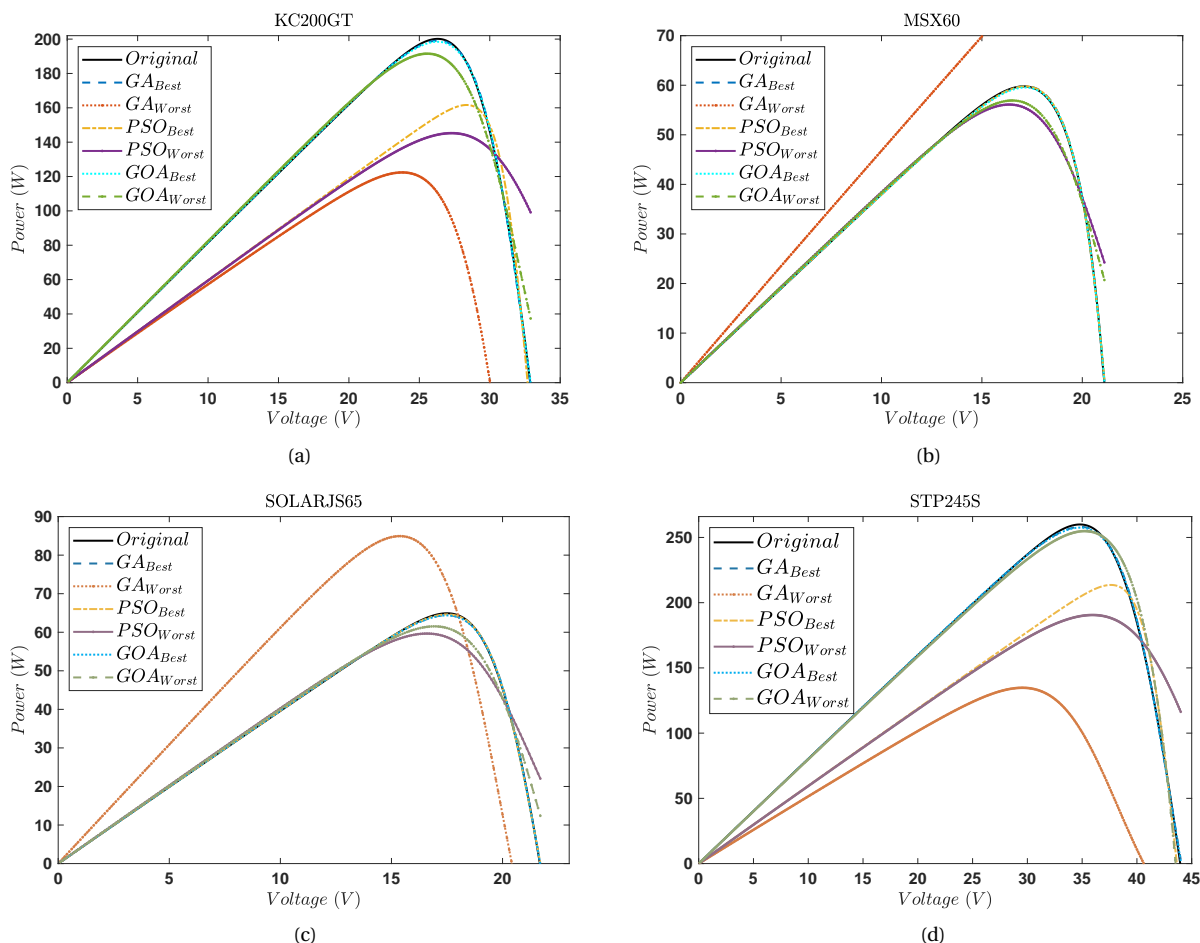 KC200GT
200
180
160
140
120
100
80
60
40
20
0
Power (W)
Original
GA_Best
GA_Worst
PSO_Best
PSO_Worst
GOA_Best
GOA_Worst
0 5 10 15 20 25 30 35
Voltage (V)
(a)
MSX60
70
60
50
40
30
20
10
0
Power (W)
Original
GA_Best
GA_Worst
PSO_Best
PSO_Worst
GOA_Best
GOA_Worst
0 5 10 15 20 25
Voltage (V)
(b)
SOLARJS65
90
80
70
60
50
40
30
20
10
0
Power (W)
Original
GA_Best
GA_Worst
PSO_Best
PSO_Worst
GOA_Best
GOA_Worst
0 5 10 15 20
Voltage (V)
(c)
STP245S
250
200
150
100
50
0
Power (W)
Original
GA_Best
GA_Worst
PSO_Best
PSO_Worst
GOA_Best
GOA_Worst
0 5 10 15 20 25 30 35 40 45
Voltage (V)
(d)